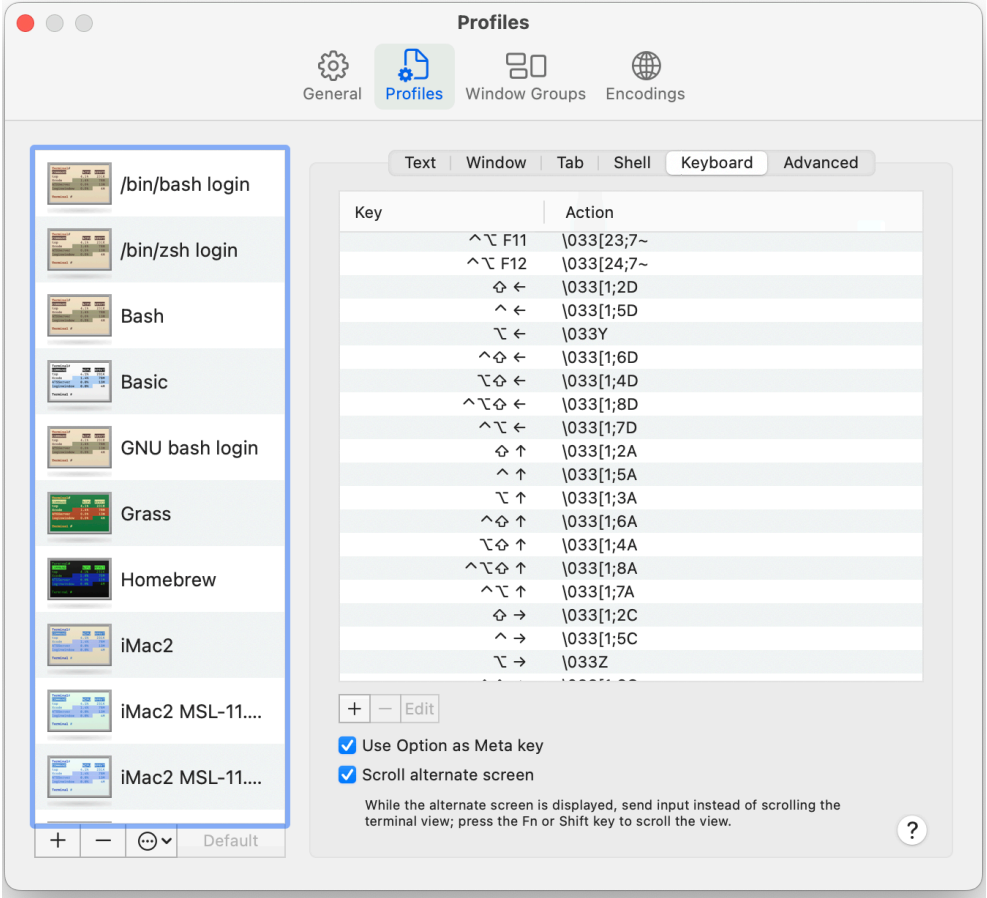 Profiles
General
Profiles
Window Groups
Encodings
/bin/bash login
/bin/zsh login
Bash
Basic
GNU bash login
Grass
Homebrew
iMac2
iMac2 MSL-11....
iMac2 MSL-11....
Default
Text Window Tab Shell Keyboard Advanced
Key Action
⌃⌥ F11 \033[23;7~
⌃⌥ F12 \033[24;7~
⇧ ← \033[1;2D
⌃ ← \033[1;5D
⌥ ← \033Y
⌃⇧ ← \033[1;6D
⌥⇧ ← \033[1;4D
⌃⌥⇧ ← \033[1;8D
⌃⌥ ← \033[1;7D
⇧ ↑ \033[1;2A
⌃ ↑ \033[1;5A
⌥ ↑ \033[1;3A
⌃⇧ ↑ \033[1;6A
⌥⇧ ↑ \033[1;4A
⌃⌥⇧ ↑ \033[1;8A
⌃⌥ ↑ \033[1;7A
⇧ → \033[1;2C
⌃ → \033[1;5C
⌥ → \033Z
+ − Edit
Use Option as Meta key
Scroll alternate screen
While the alternate screen is displayed, send input instead of scrolling the
terminal view; press the Fn or Shift key to scroll the view.
?